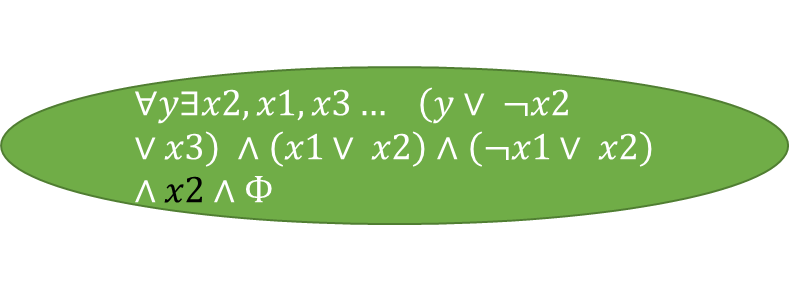 ∀𝑦∃𝑥2, 𝑥1, 𝑥3 … (𝑦 ∨ ¬𝑥2
∨ 𝑥3) ∧ (𝑥1 ∨ 𝑥2) ∧ (¬𝑥1 ∨ 𝑥2)
∧ 𝑥2 ∧ Φ